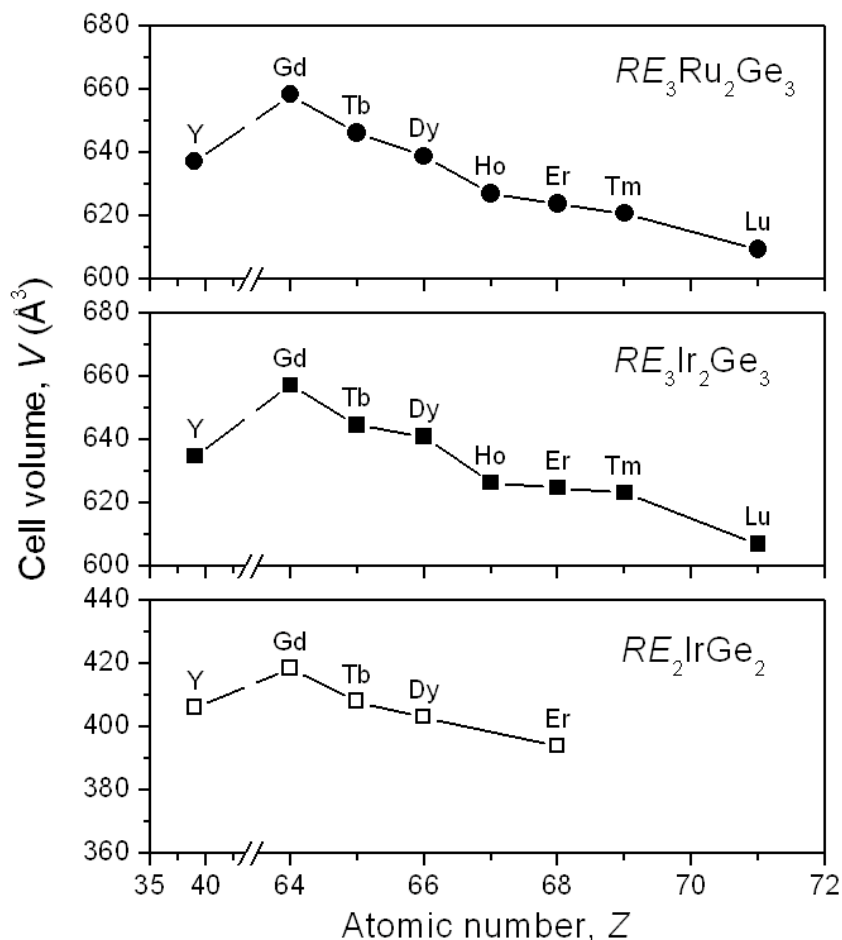 Cell volume, V (Å³)
680
660
640
620
600
RE₃Ru₂Ge₃
Y
Gd
Tb
Dy
Ho
Er
Tm
Lu
680
660
640
620
600
RE₃Ir₂Ge₃
Y
Gd
Tb
Dy
Ho
Er
Tm
Lu
440
420
400
380
360
RE₂IrGe₂
Y
Gd
Tb
Dy
Er
35 40 64 66 68 70 72
Atomic number, Z